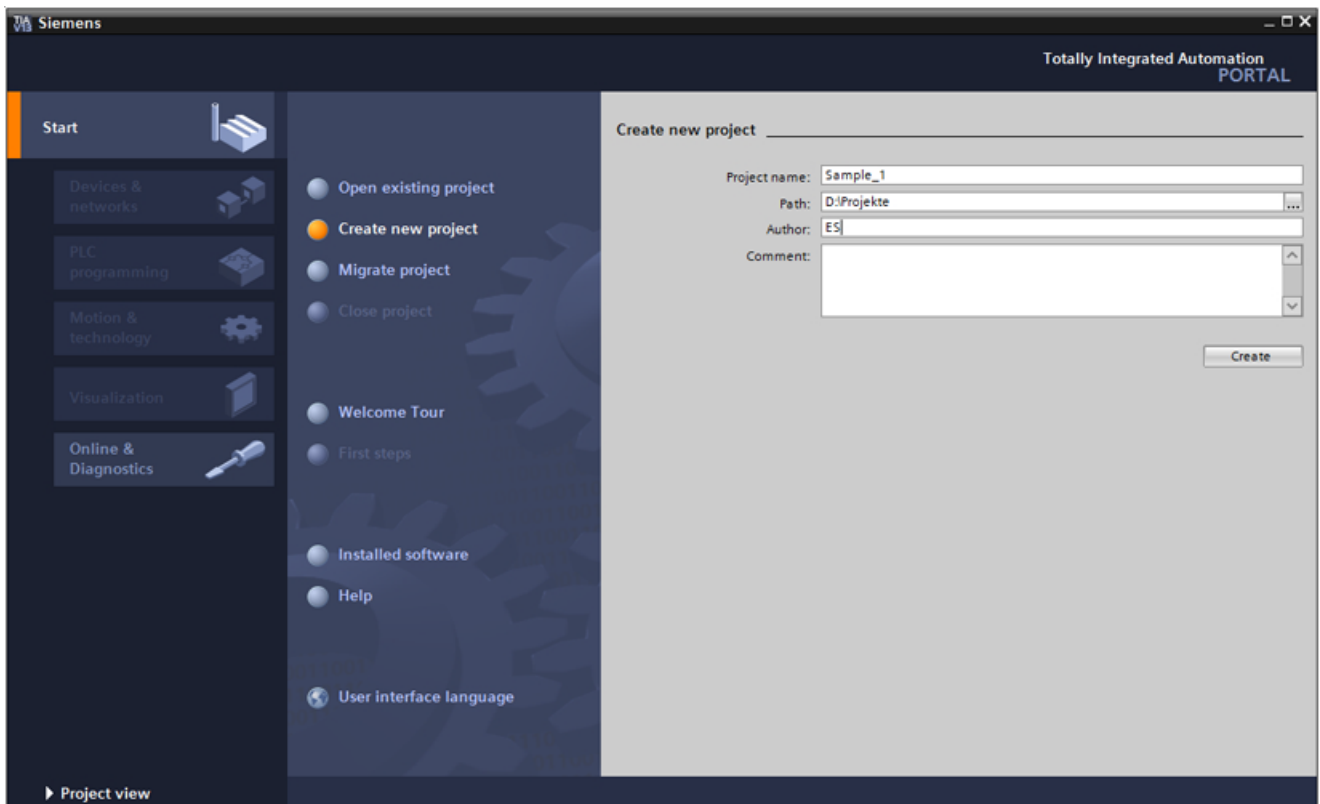 Siemens
Totally Integrated Automation
PORTAL
Start
Devices &
networks
PLC
programming
Motion &
technology
Visualization
Online &
Diagnostics
Open existing project
Create new project
Migrate project
Close project
Welcome Tour
First steps
Installed software
Help
User interface language
Create new project
Project name: Sample_1
Path: D:\Projekte ...
Author: ES
Comment:
Create
Project view